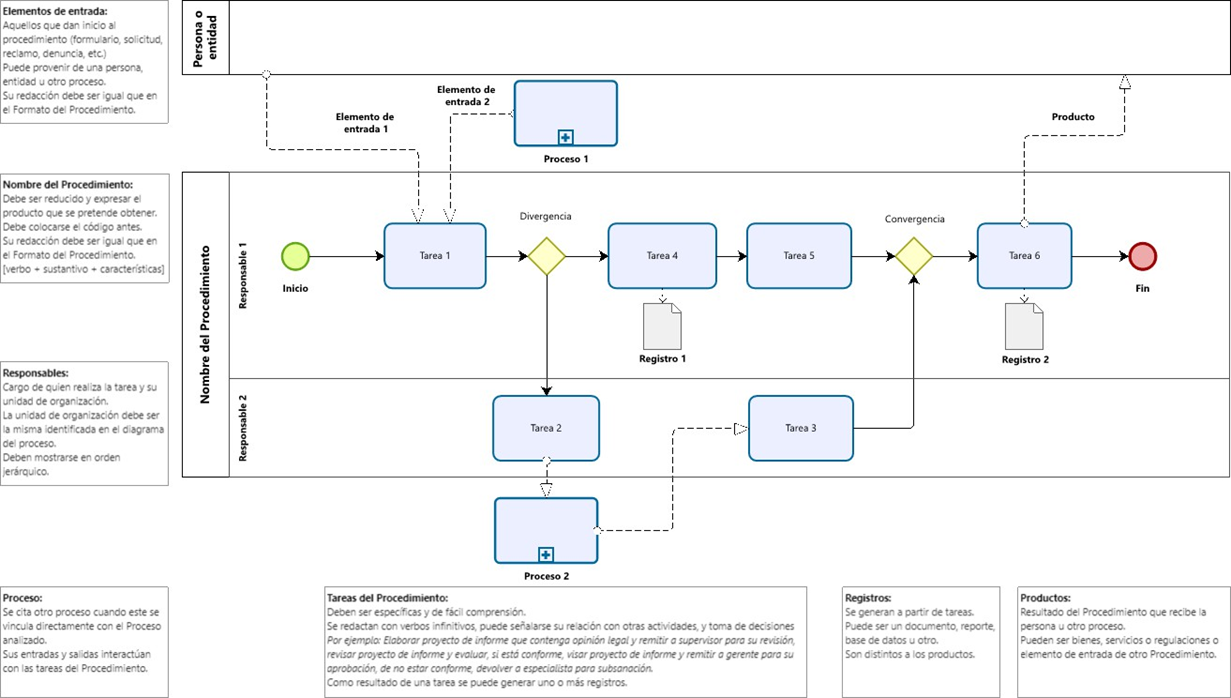 Elementos de entrada:
Aquellos que dan inicio al
procedimiento (formulario, solicitud,
reclamo, denuncia, etc.)
Puede provenir de una persona,
entidad u otro proceso.
Su redacción debe ser igual que en
el Formato del Procedimiento.
Persona o
entidad
Elemento de
entrada 1
Elemento de
entrada 2
Proceso 1
Producto
Nombre del Procedimiento:
Debe ser reducido y expresar el
producto que se pretende obtener.
Debe colocarse el código antes.
Su redacción debe ser igual que en
el Formato del Procedimiento.
[verbo + sustantivo + características]
Nombre del Procedimiento
Responsable 1
Inicio
Tarea 1
Divergencia
Tarea 4
Tarea 5
Convergencia
Tarea 6
Fin
Registro 1
Registro 2
Responsables:
Cargo de quien realiza la tarea y su
unidad de organización.
La unidad de organización debe ser
la misma identificada en el diagrama
del proceso.
Deben mostrarse en orden
jerárquico.
Responsable 2
Tarea 2
Tarea 3
Proceso 2
Proceso:
Se cita otro proceso cuando este se
vincula directamente con el Proceso
analizado.
Sus entradas y salidas interactúan
con las tareas del Procedimiento.
Tareas del Procedimiento:
Deben ser específicas y de fácil comprensión.
Se redactan con verbos infinitivos, puede señalarse su relación con otras actividades, y toma de decisiones
Por ejemplo: Elaborar proyecto de informe que contenga opinión legal y remitir a supervisor para su revisión,
revisar proyecto de informe y evaluar, si está conforme, visar proyecto de informe y remitir a gerente para su
aprobación, de no estar conforme, devolver a especialista para subsanación.
Como resultado de una tarea se puede generar uno o más registros.
Registros:
Se generan a partir de tareas.
Puede ser un documento, reporte,
base de datos u otro.
Son distintos a los productos.
Productos:
Resultado del Procedimiento que recibe la
persona u otro proceso.
Pueden ser bienes, servicios o regulaciones o
elemento de entrada de otro Procedimiento.